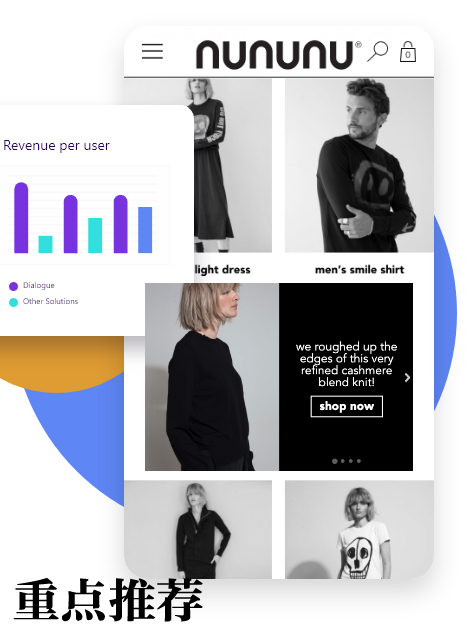 nununu®
0
Revenue per user
Dialogue
Other Solutions
light dress
men's smile shirt
we roughed up the
edges of this very
refined cashmere
blend knit!
shop now
重点推荐